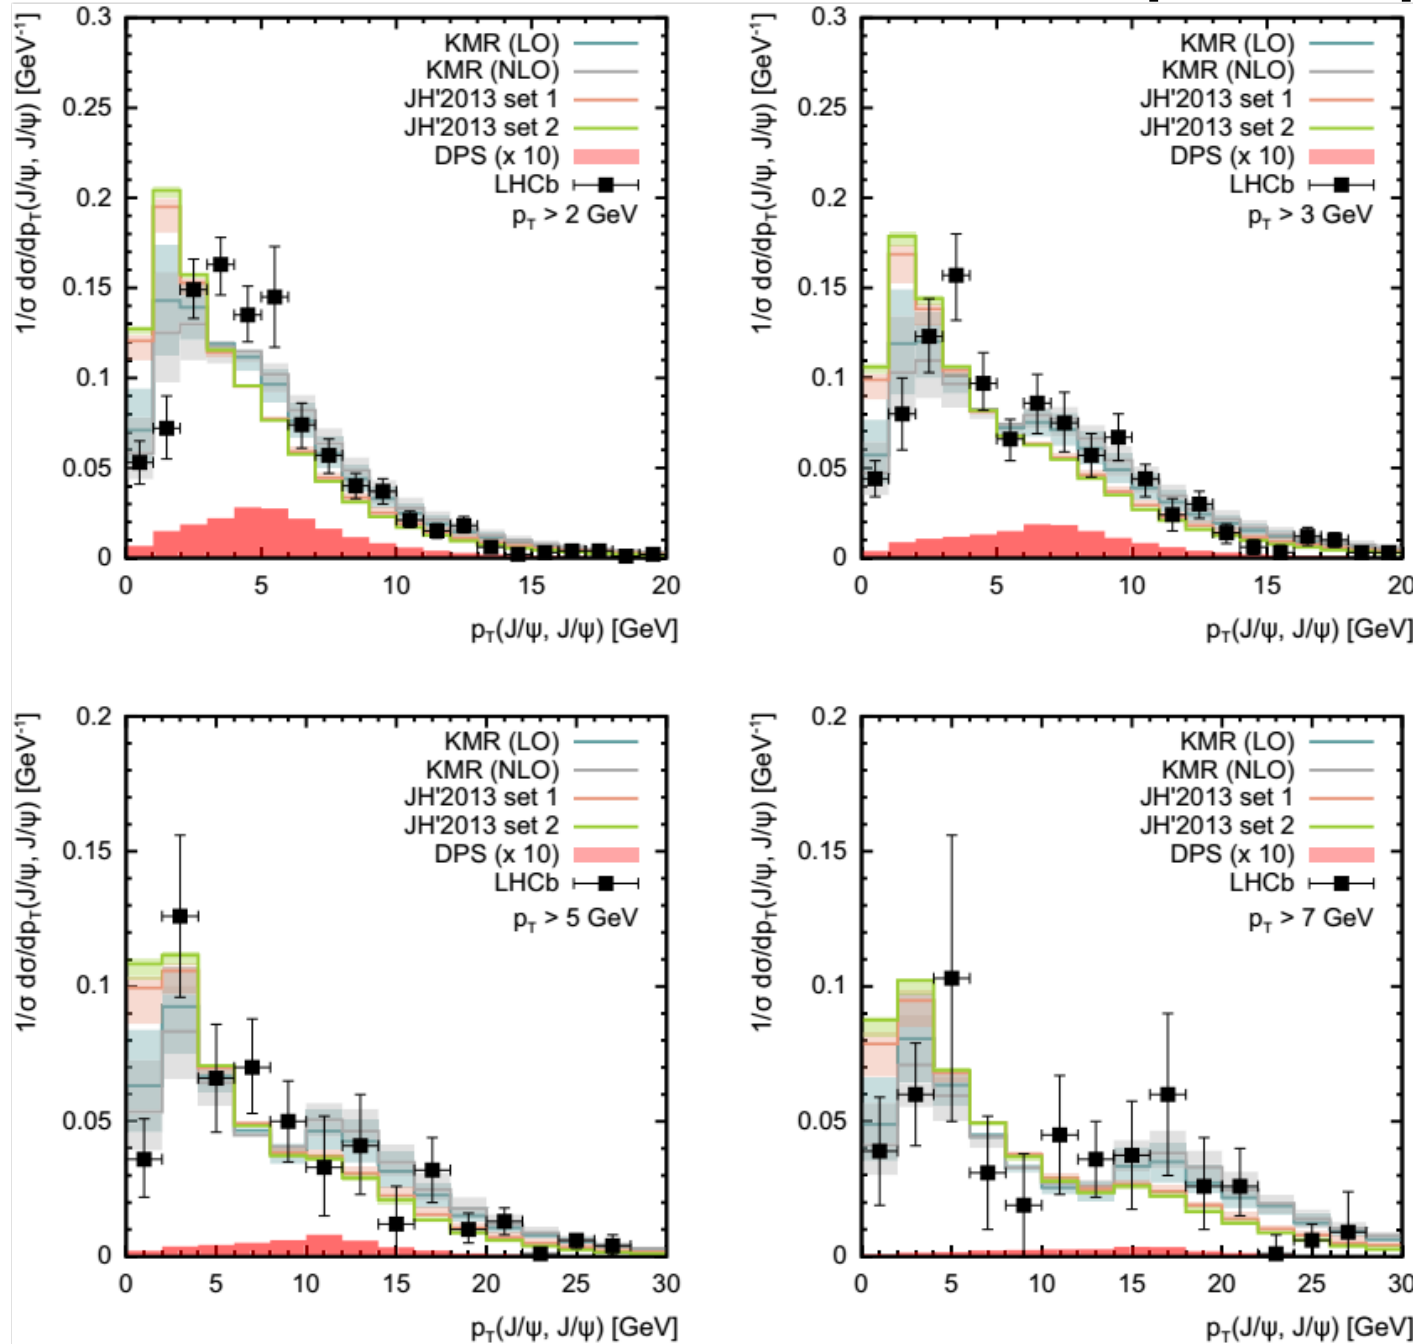 1/σ dσ/dp_T(J/ψ, J/ψ) [GeV⁻¹]
0.3
0.25
0.2
0.15
0.1
0.05
0
KMR (LO)
KMR (NLO)
JH'2013 set 1
JH'2013 set 2
DPS (x 10)
LHCb
p_T > 2 GeV
0 5 10 15 20
p_T(J/ψ, J/ψ) [GeV]
1/σ dσ/dp_T(J/ψ, J/ψ) [GeV⁻¹]
0.3
0.25
0.2
0.15
0.1
0.05
0
KMR (LO)
KMR (NLO)
JH'2013 set 1
JH'2013 set 2
DPS (x 10)
LHCb
p_T > 3 GeV
0 5 10 15 20
p_T(J/ψ, J/ψ) [GeV]
1/σ dσ/dp_T(J/ψ, J/ψ) [GeV⁻¹]
0.2
0.15
0.1
0.05
0
KMR (LO)
KMR (NLO)
JH'2013 set 1
JH'2013 set 2
DPS (x 10)
LHCb
p_T > 5 GeV
0 5 10 15 20 25 30
p_T(J/ψ, J/ψ) [GeV]
1/σ dσ/dp_T(J/ψ, J/ψ) [GeV⁻¹]
0.2
0.15
0.1
0.05
0
KMR (LO)
KMR (NLO)
JH'2013 set 1
JH'2013 set 2
DPS (x 10)
LHCb
p_T > 7 GeV
0 5 10 15 20 25 30
p_T(J/ψ, J/ψ) [GeV]